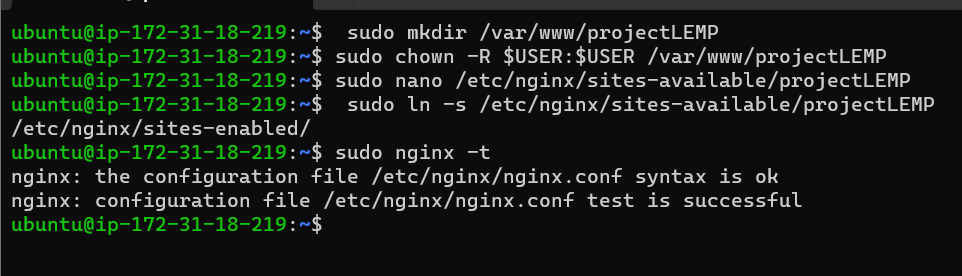 ubuntu@ip-172-31-18-219:~$  sudo mkdir /var/www/projectLEMP
ubuntu@ip-172-31-18-219:~$ sudo chown -R $USER:$USER /var/www/projectLEMP
ubuntu@ip-172-31-18-219:~$ sudo nano /etc/nginx/sites-available/projectLEMP
ubuntu@ip-172-31-18-219:~$  sudo ln -s /etc/nginx/sites-available/projectLEMP
/etc/nginx/sites-enabled/
ubuntu@ip-172-31-18-219:~$ sudo nginx -t
nginx: the configuration file /etc/nginx/nginx.conf syntax is ok
nginx: configuration file /etc/nginx/nginx.conf test is successful
ubuntu@ip-172-31-18-219:~$